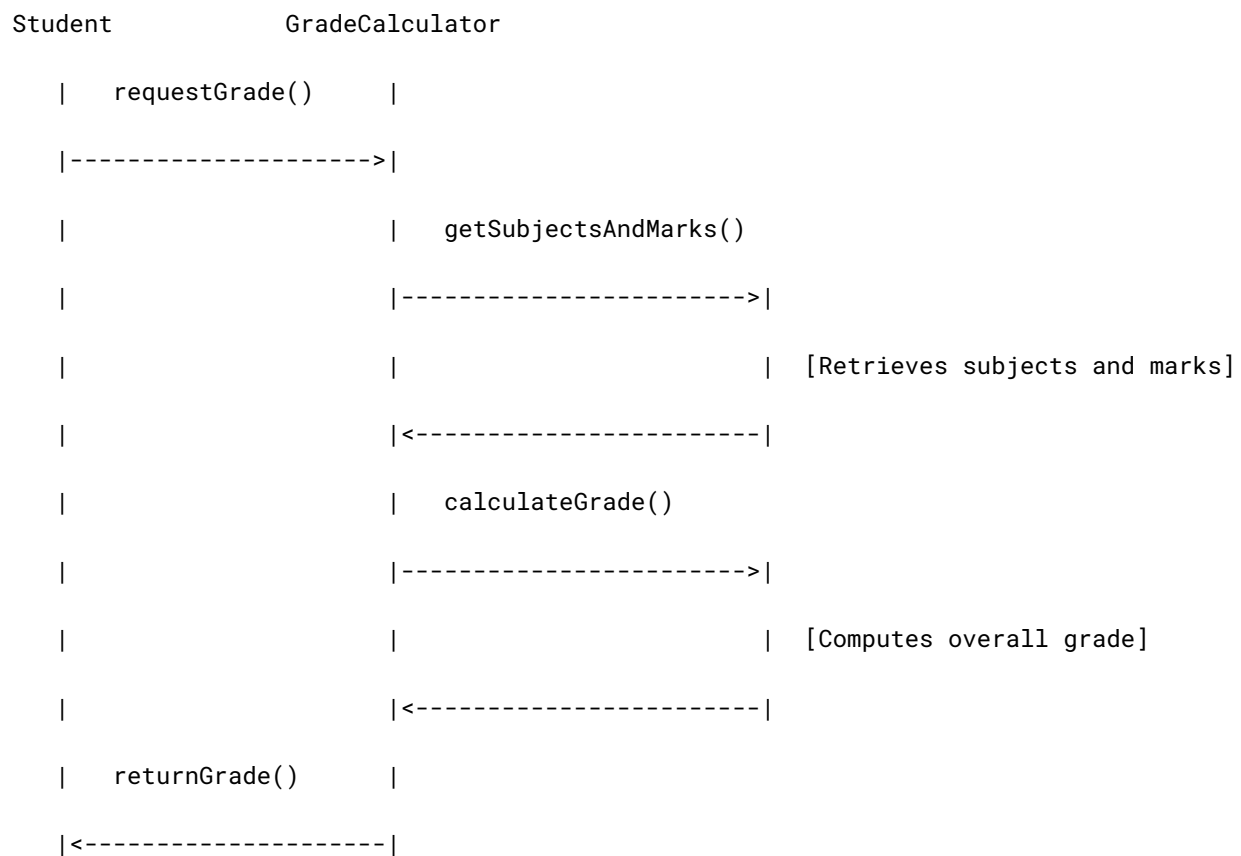 Student GradeCalculator
| requestGrade() |
|--------------------->|
| | getSubjectsAndMarks()
| |------------------------>|
| | | [Retrieves subjects and marks]
| |<------------------------|
| | calculateGrade()
| |------------------------>|
| | | [Computes overall grade]
| |<------------------------|
| returnGrade() |
|<---------------------|